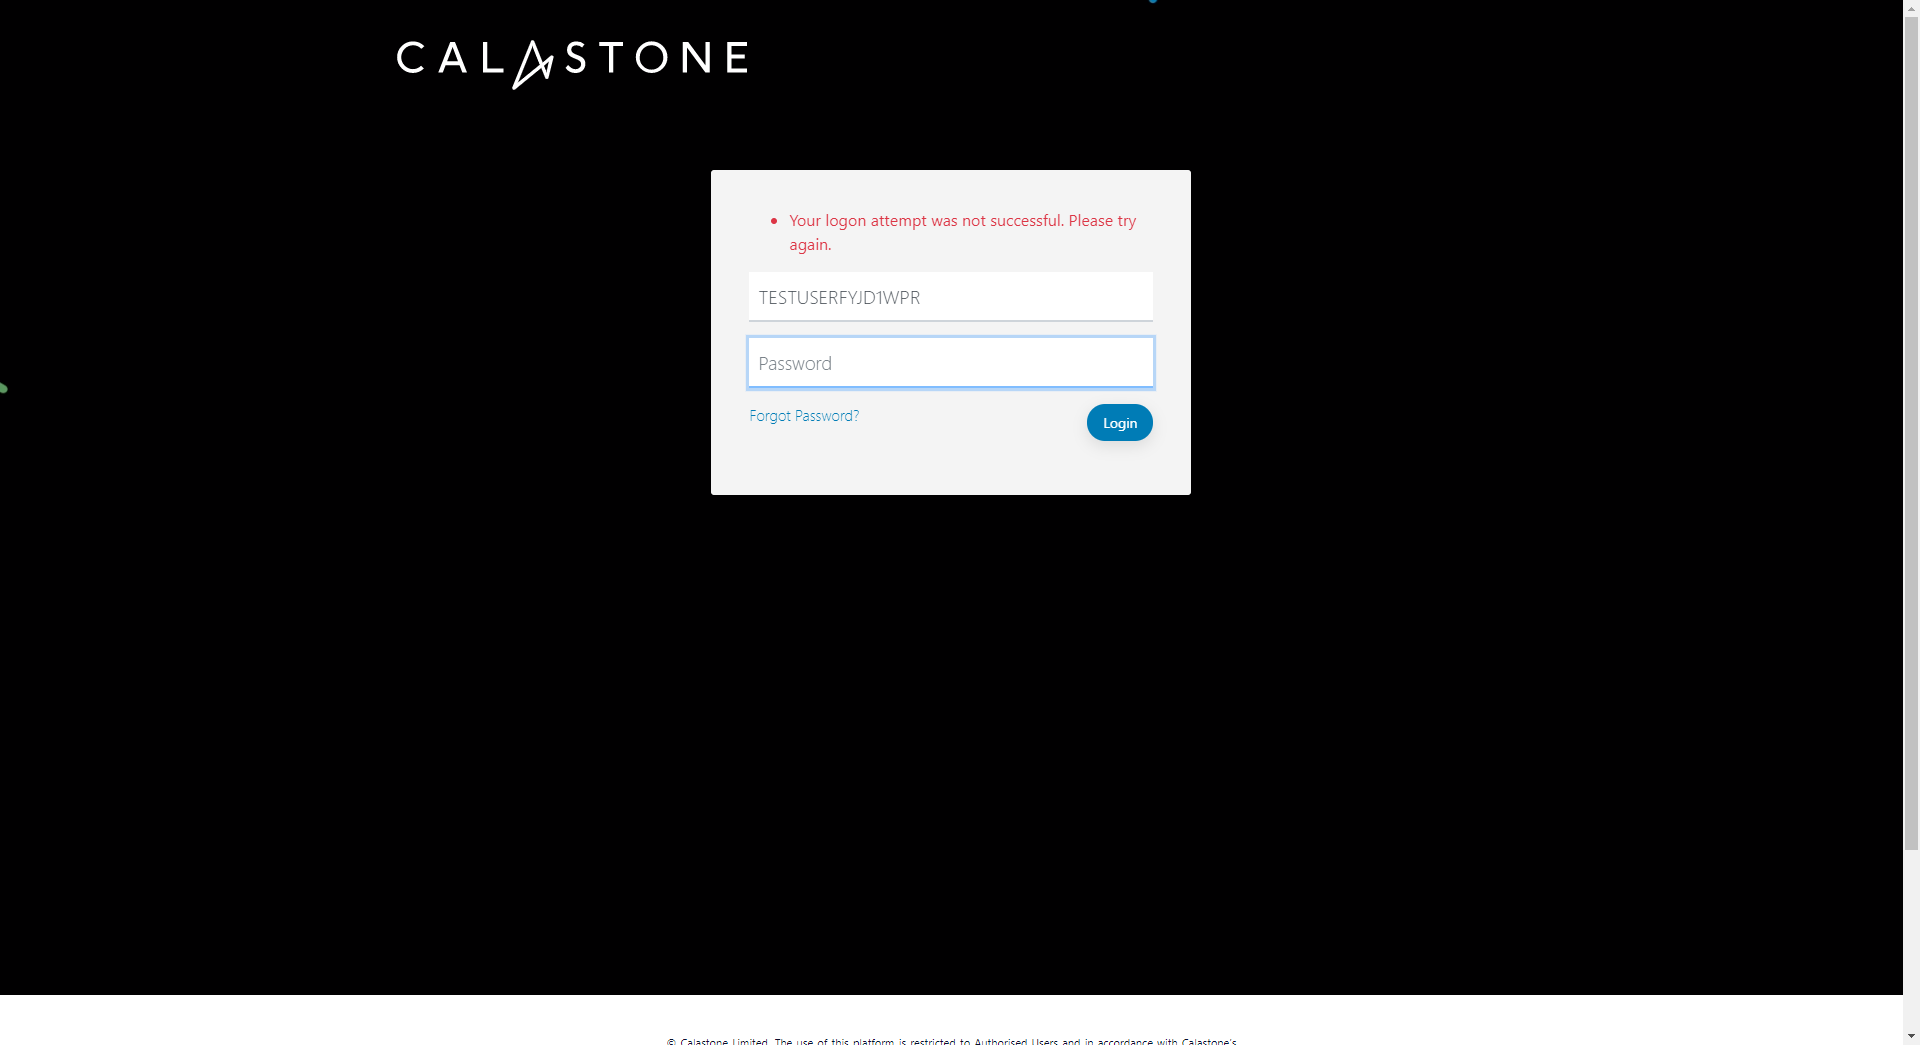 CALASTONE
Your logon attempt was not successful. Please try
again.
TESTUSERFYJD1WPR
Password
Forgot Password?
Login
© Calastone Limited. The use of this platform is restricted to Authorised Users and in accordance with Calastone's